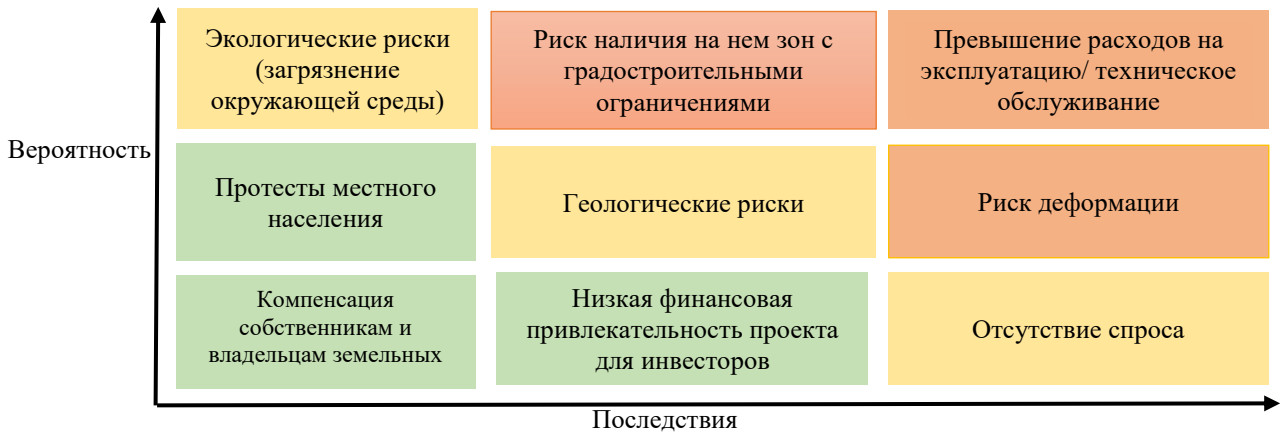 Экологические риски
(загрязнение
окружающей среды)
Риск наличия на нем зон с
градостроительными
ограничениями
Превышение расходов на
эксплуатацию/ техническое
обслуживание
Вероятность
Протесты местного
населения
Геологические риски
Риск деформации
Компенсация
собственникам и
владельцам земельных
Низкая финансовая
привлекательность проекта
для инвесторов
Отсутствие спроса
Последствия